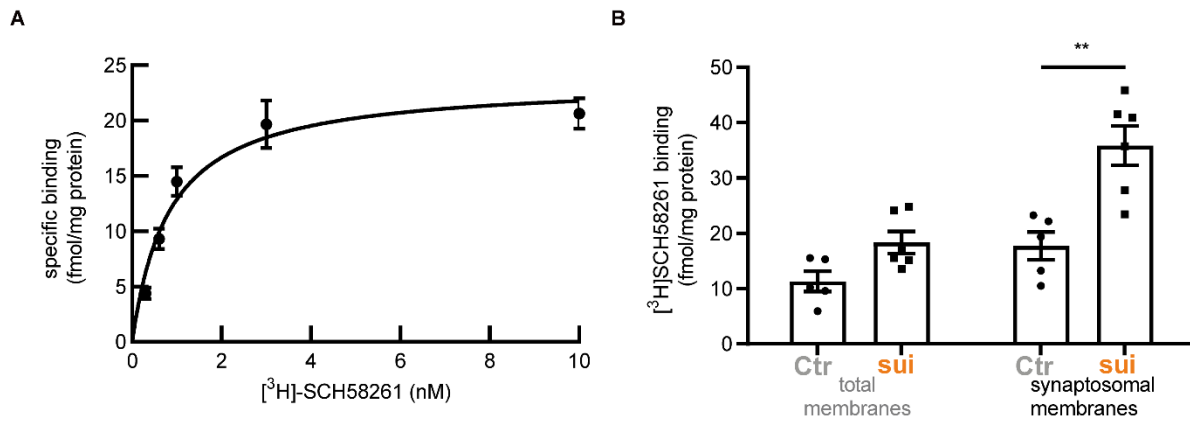 A
specific binding
(fmol/mg protein)
25
20
15
10
5
0
0
2
4
6
8
10
[³H]-SCH58261 (nM)
B
[³H]SCH58261 binding
(fmol/mg protein)
50
40
30
20
10
0
**
Ctr
sui
Ctr
sui
total
membranes
synaptosomal
membranes